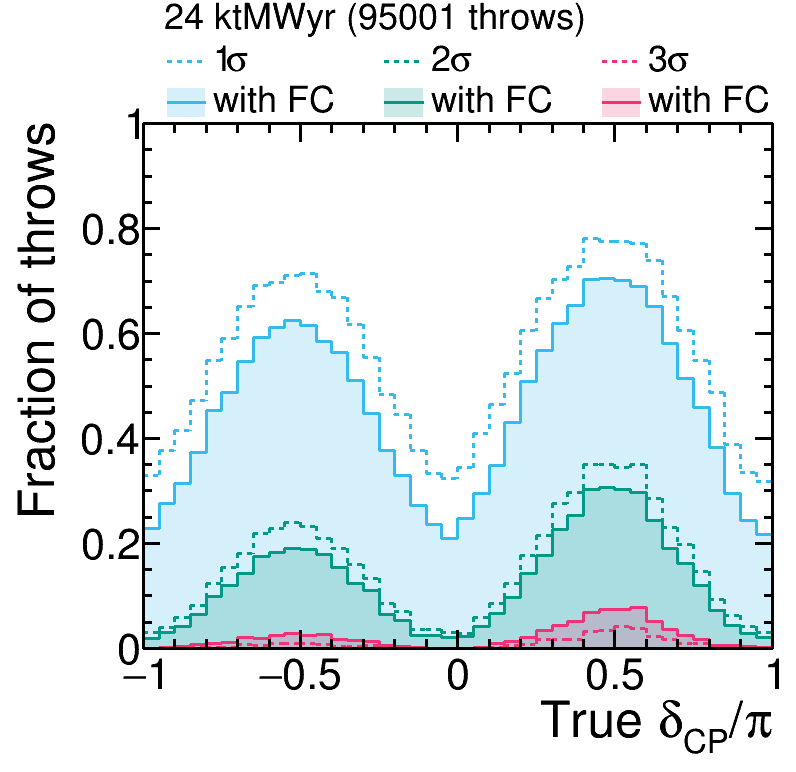 24 ktMWyr (95001 throws)
1σ 2σ 3σ
with FC with FC with FC
Fraction of throws
1
0.8
0.6
0.4
0.2
0
−1 −0.5 0 0.5 1
True δCP/π